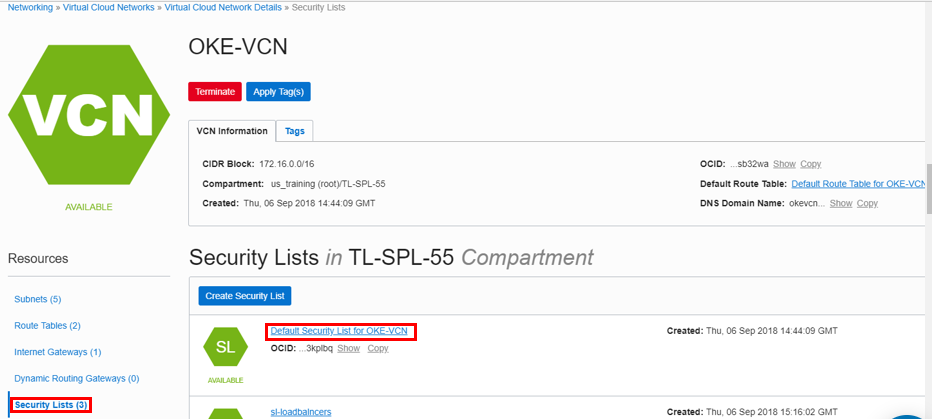 Networking » Virtual Cloud Networks » Virtual Cloud Network Details » Security Lists
VCN
AVAILABLE
OKE-VCN
Terminate Apply Tag(s)
VCN Information Tags
CIDR Block: 172.16.0.0/16
Compartment: us_training (root)/TL-SPL-55
Created: Thu, 06 Sep 2018 14:44:09 GMT
OCID: ...sb32wa Show Copy
Default Route Table: Default Route Table for OKE-VCN
DNS Domain Name: okevcn... Show Copy
Resources
Subnets (5)
Route Tables (2)
Internet Gateways (1)
Dynamic Routing Gateways (0)
Security Lists (3)
Security Lists in TL-SPL-55 Compartment
Create Security List
SL
AVAILABLE
Default Security List for OKE-VCN
OCID: ...3kplbq Show Copy
Created: Thu, 06 Sep 2018 14:44:09 GMT
sl-loadbalncers
Created: Thu, 06 Sep 2018 15:16:02 GMT